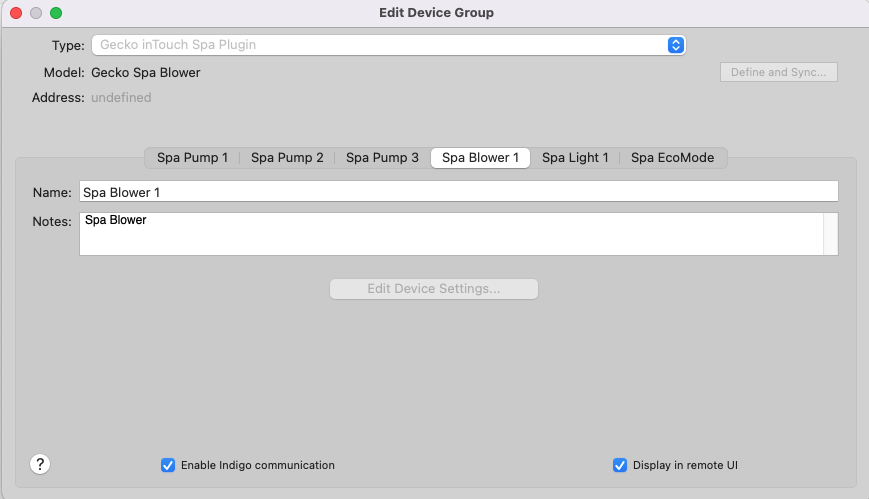 Edit Device Group
Type: Gecko inTouch Spa Plugin
Model: Gecko Spa Blower Define and Sync...
Address: undefined
Spa Pump 1 Spa Pump 2 Spa Pump 3 Spa Blower 1 Spa Light 1 Spa EcoMode
Name: Spa Blower 1
Notes: Spa Blower
Edit Device Settings...
? Enable Indigo communication Display in remote UI